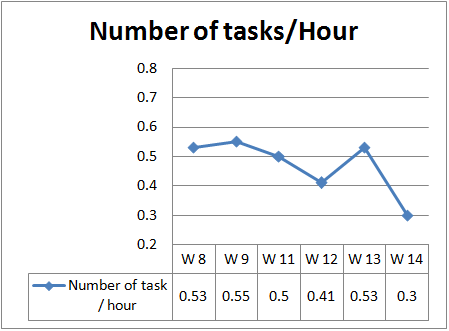 Number of tasks/Hour
0.8
0.7
0.6
0.5
0.4
0.3
0.2
W 8 W 9 W 11 W 12 W 13 W 14
Number of task
/ hour
0.53 0.55 0.5 0.41 0.53 0.3